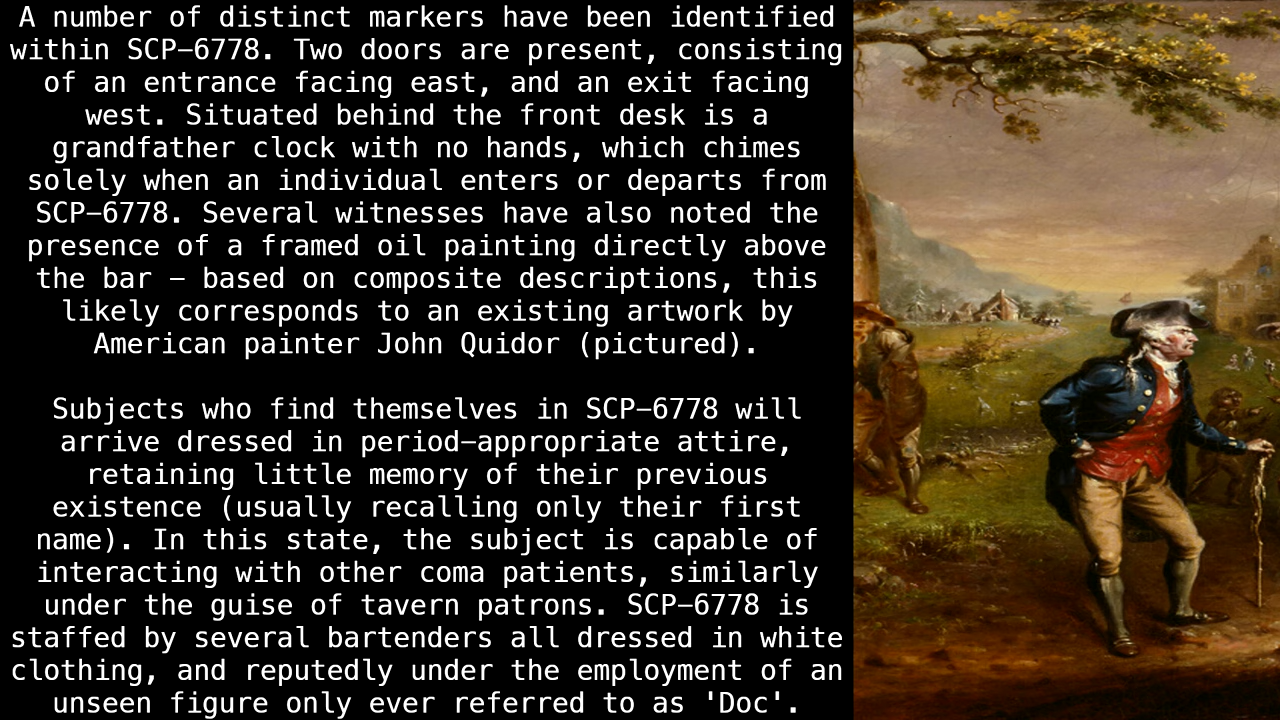 A number of distinct markers have been identified
within SCP–6778. Two doors are present, consisting
of an entrance facing east, and an exit facing
west. Situated behind the front desk is a
grandfather clock with no hands, which chimes
solely when an individual enters or departs from
SCP–6778. Several witnesses have also noted the
presence of a framed oil painting directly above
the bar – based on composite descriptions, this
likely corresponds to an existing artwork by
American painter John Quidor (pictured).
Subjects who find themselves in SCP–6778 will
arrive dressed in period–appropriate attire,
retaining little memory of their previous
existence (usually recalling only their first
name). In this state, the subject is capable of
interacting with other coma patients, similarly
under the guise of tavern patrons. SCP–6778 is
staffed by several bartenders all dressed in white
clothing, and reputedly under the employment of an
unseen figure only ever referred to as 'Doc'.